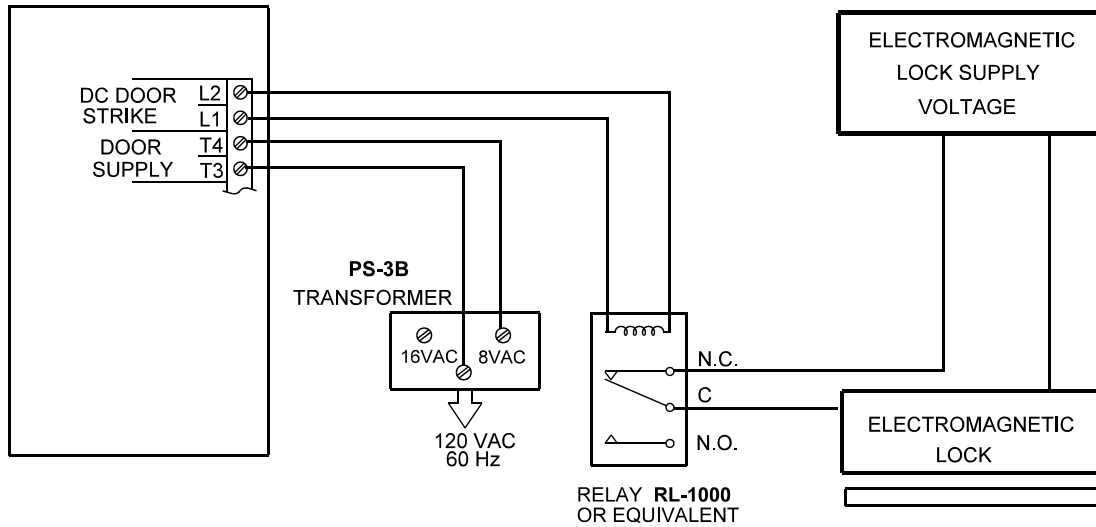 DC DOOR
STRIKE
L2
L1
DOOR
SUPPLY
T4
T3
PS-3B
TRANSFORMER
16VAC
8VAC
120 VAC
60 Hz
N.C.
C
N.O.
RELAY RL-1000
OR EQUIVALENT
ELECTROMAGNETIC
LOCK SUPPLY
VOLTAGE
ELECTROMAGNETIC
LOCK